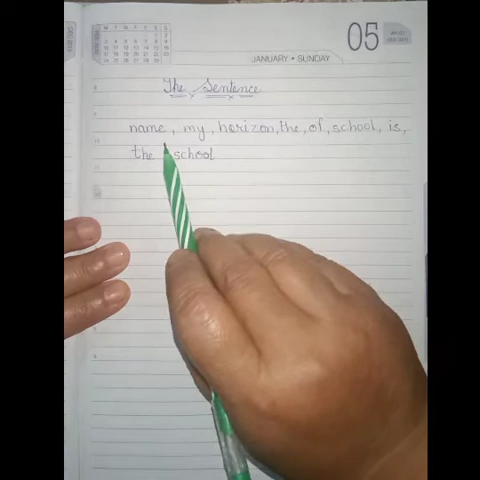 05
JANUARY • SUNDAY
The Sentence
name, my, horizon, the, of, school, is,
the school